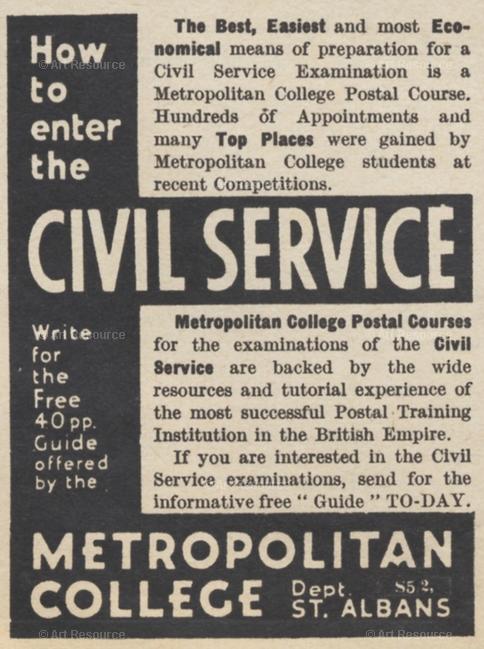 How
to
enter
the
The Best, Easiest and most Eco-
nomical means of preparation for a
Civil Service Examination is a
Metropolitan College Postal Course.
Hundreds of Appointments and
many Top Places were gained by
Metropolitan College students at
recent Competitions.
CIVIL SERVICE
Write
for
the
Free
40pp.
Guide
offered
by the
Metropolitan College Postal Courses
for the examinations of the Civil
Service are backed by the wide
resources and tutorial experience of
the most successful Postal Training
Institution in the British Empire.
If you are interested in the Civil
Service examinations, send for the
informative free “ Guide ” TO-DAY.
METROPOLITAN
COLLEGE Dept. S5 2,
ST. ALBANS
© Art Resource
© Art Resource
© Art Resource
© Art Resource
© Art Resource
© Art Resource